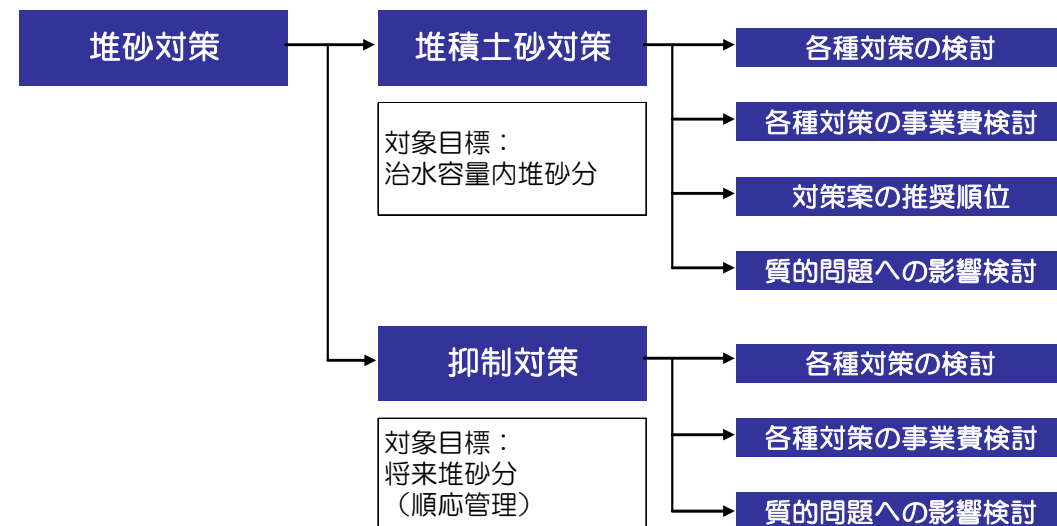 堆砂対策
堆積土砂対策
対象目標：
治水容量内堆砂分
各種対策の検討
各種対策の事業費検討
対策案の推奨順位
質的問題への影響検討
抑制対策
対象目標：
将来堆砂分
（順応管理）
各種対策の検討
各種対策の事業費検討
質的問題への影響検討